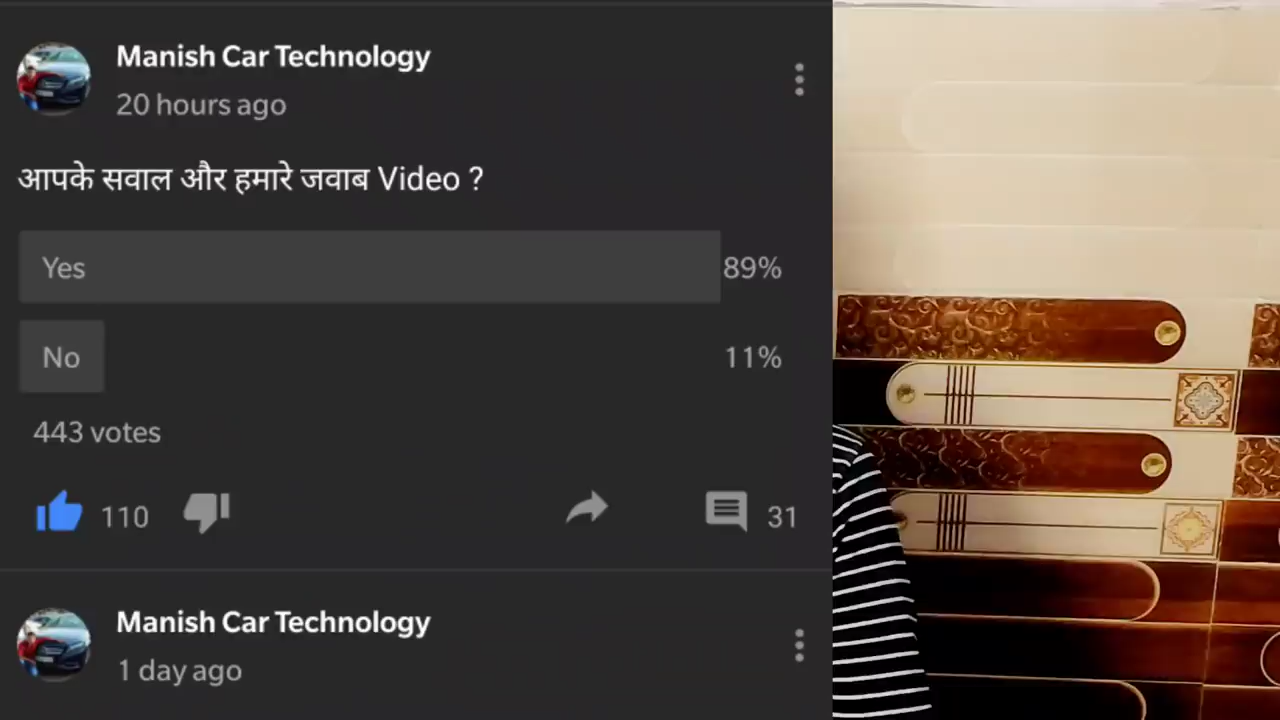 Manish Car Technology
20 hours ago
आपके सवाल और हमारे जवाब Video ?
Yes 89%
No 11%
443 votes
110 31
Manish Car Technology
1 day ago